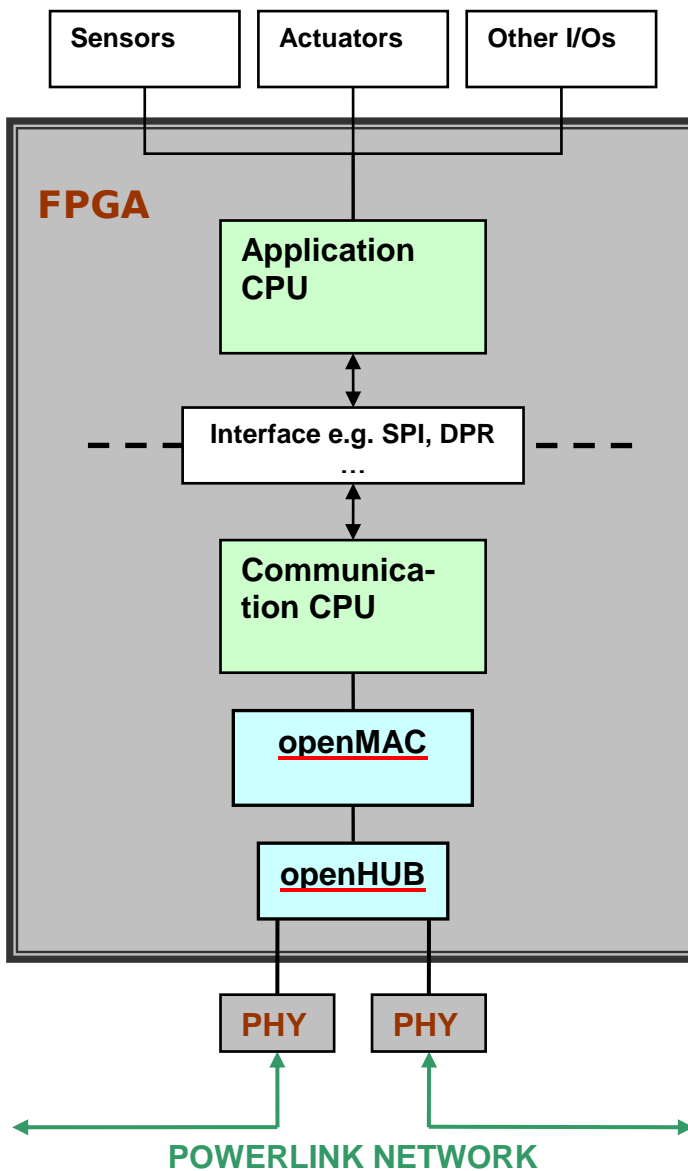 Sensors
Actuators
Other I/Os
FPGA
Application
CPU
Interface e.g. SPI, DPR
...
Communica-
tion CPU
openMAC
openHUB
PHY
PHY
POWERLINK NETWORK